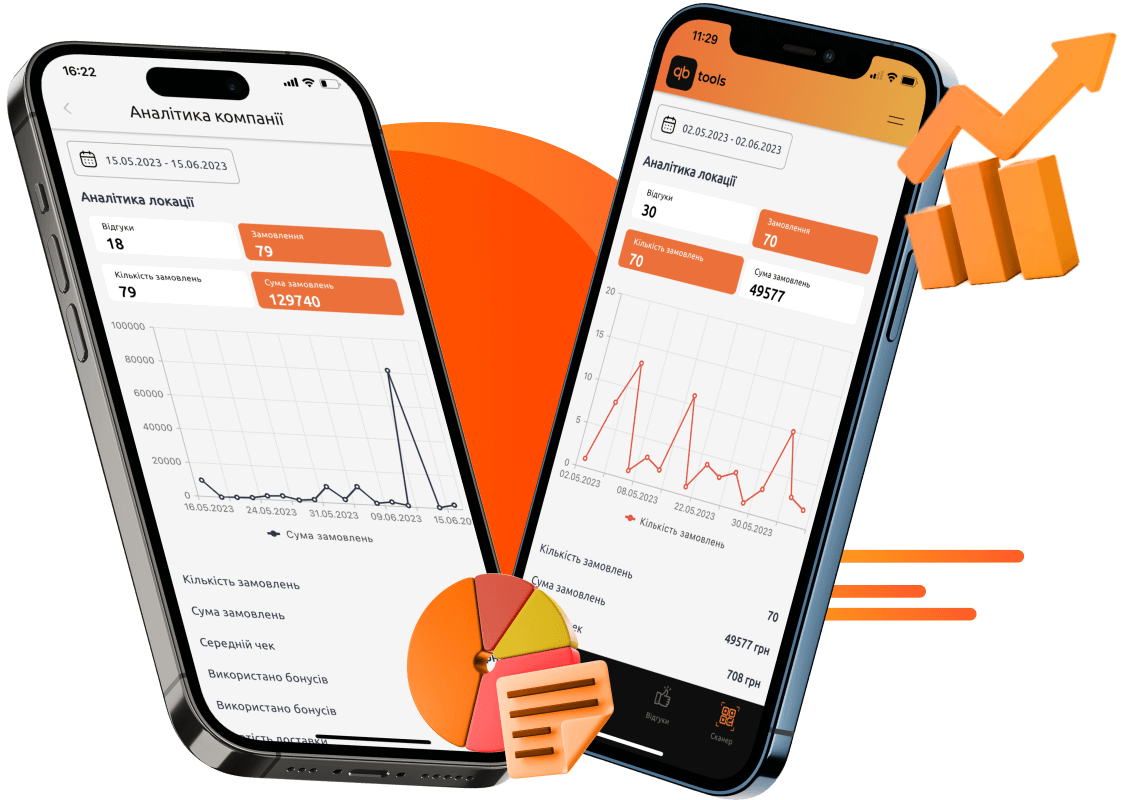 16:22
Аналітика компанії
15.05.2023 - 15.06.2023
Аналітика локації
Відгуки
18
Замовлення
79
Кількість замовлень
79
Сума замовлень
129740
100000
80000
60000
40000
20000
0
16.05.2023 24.05.2023 31.05.2023 09.06.2023 15.06.20
Сума замовлень
Кількість замовлень
Сума замовлень
Середній чек
Використано бонусів
Використано бонусів
тість доставки
11:29
qb tools
02.05.2023 - 02.06.2023
Аналітика локації
Відгуки
30
Замовлення
70
Кількість замовлень
70
Сума замовлень
49577
20
15
10
5
0
02.05.2023 08.05.2023 22.05.2023 30.05.2023
Кількість замовлень
Кількість замовлень
70
Сума замовлень
49577 грн
ек
708 грн
Відгуки
Сканер